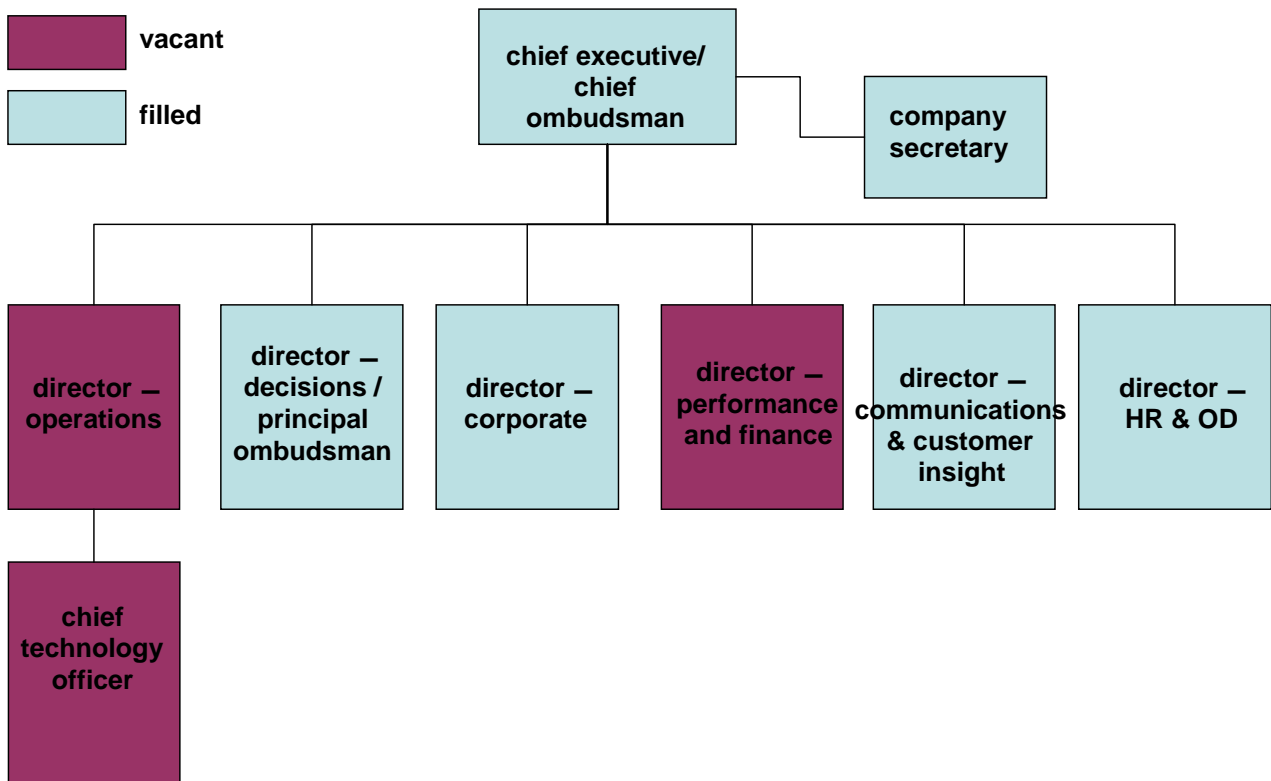 vacant
filled
chief executive/
chief
ombudsman
company
secretary
director –
operations
director –
decisions /
principal
ombudsman
director –
corporate
director –
performance
and finance
director –
communications
& customer
insight
director –
HR & OD
chief
technology
officer